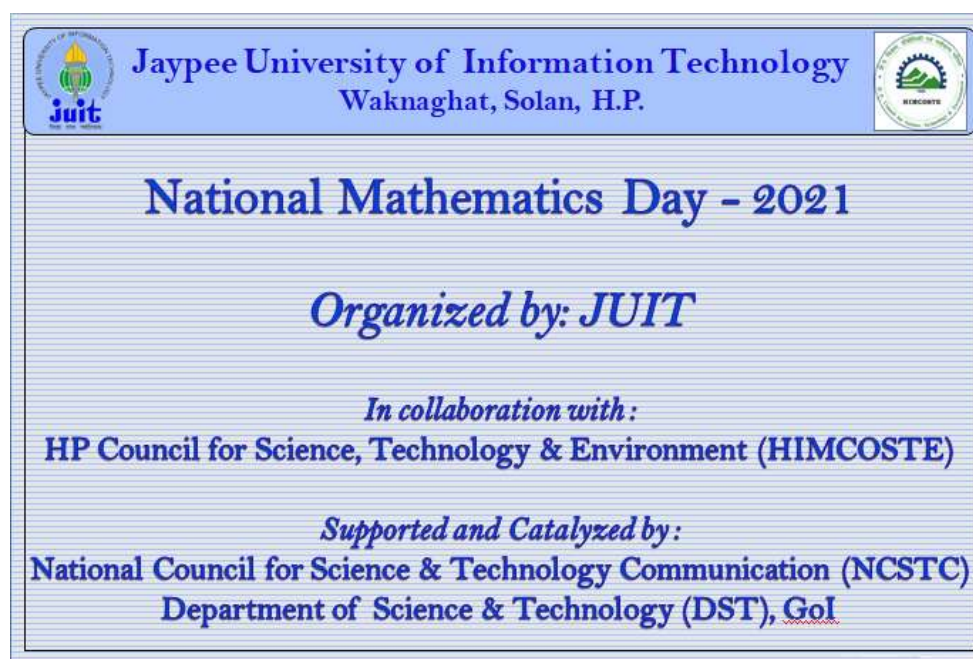 Jaypee University of Information Technology
Waknaghat, Solan, H.P.
juit
HIMCOSTE
National Mathematics Day - 2021
Organized by: JUIT
In collaboration with :
HP Council for Science, Technology & Environment (HIMCOSTE)
Supported and Catalyzed by :
National Council for Science & Technology Communication (NCSTC)
Department of Science & Technology (DST), GoI